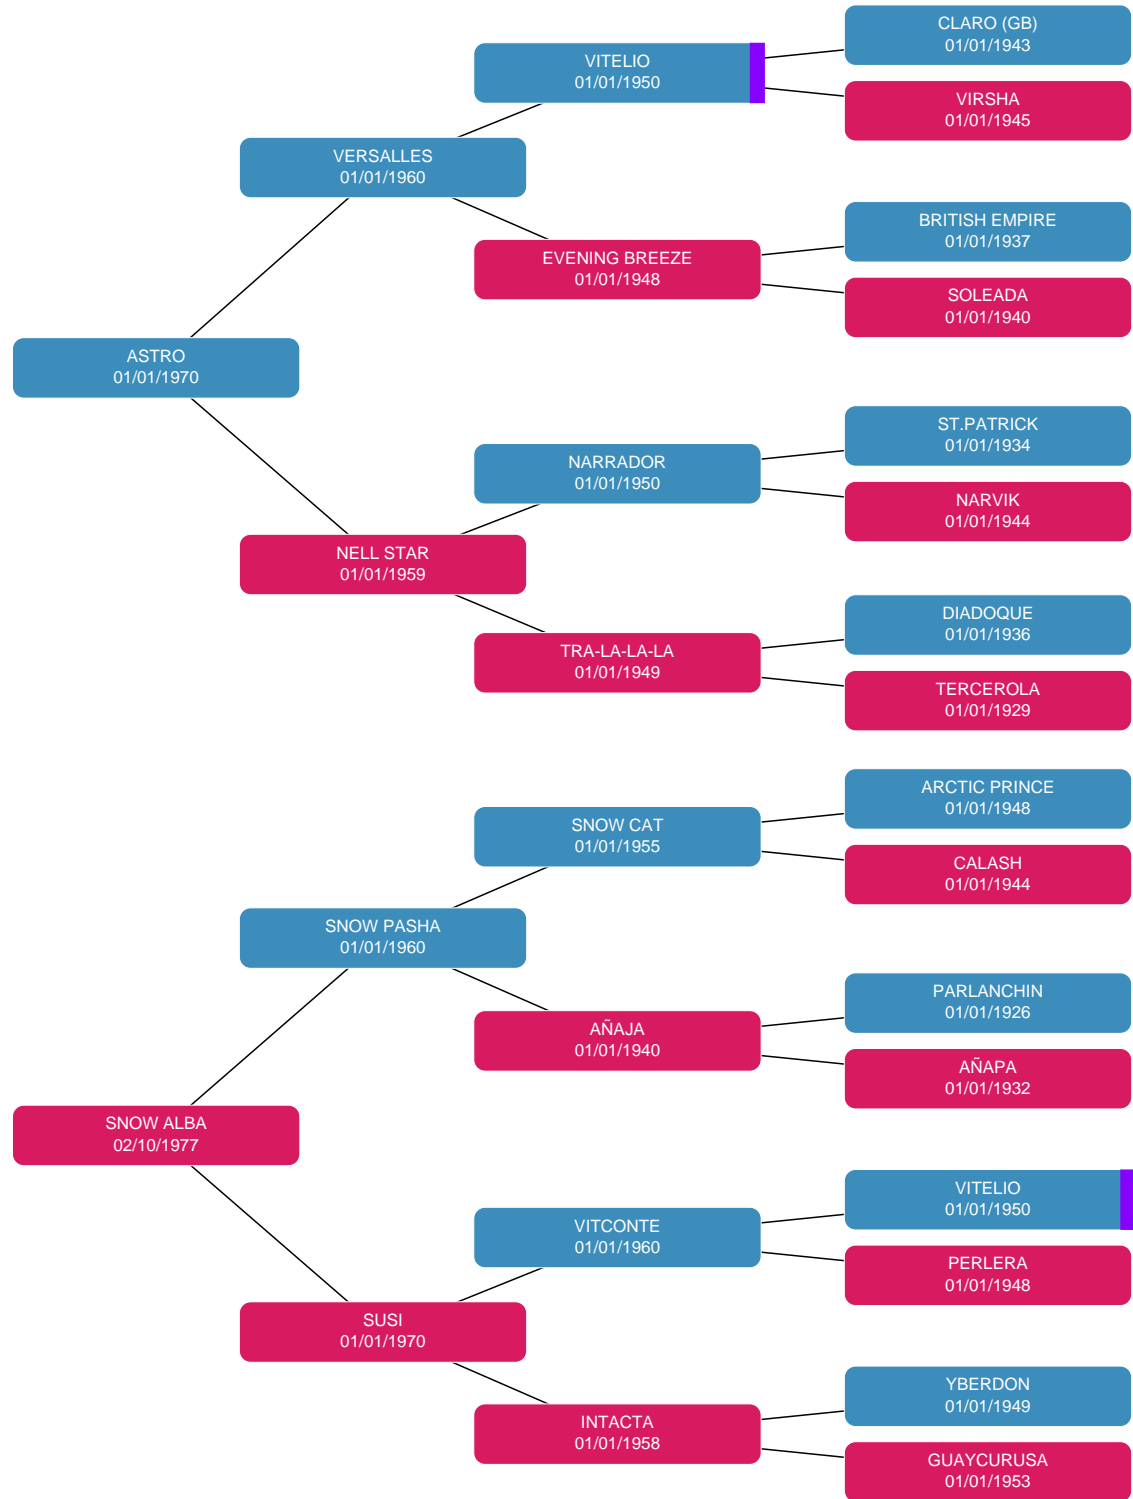 CLARO (GB)
01/01/1943
VITELIO
01/01/1950
VIRSHA
01/01/1945
VERSALLES
01/01/1960
BRITISH EMPIRE
01/01/1937
EVENING BREEZE
01/01/1948
SOLEADA
01/01/1940
ASTRO
01/01/1970
ST.PATRICK
01/01/1934
NARRADOR
01/01/1950
NARVIK
01/01/1944
NELL STAR
01/01/1959
DIADOQUE
01/01/1936
TRA-LA-LA-LA
01/01/1949
TERCEROLA
01/01/1929
ARCTIC PRINCE
01/01/1948
SNOW CAT
01/01/1955
CALASH
01/01/1944
SNOW PASHA
01/01/1960
PARLANCHIN
01/01/1926
AÑAJA
01/01/1940
AÑAPA
01/01/1932
SNOW ALBA
02/10/1977
VITELIO
01/01/1950
VITCONTE
01/01/1960
PERLERA
01/01/1948
SUSI
01/01/1970
YBERDON
01/01/1949
INTACTA
01/01/1958
GUAYCURUSA
01/01/1953